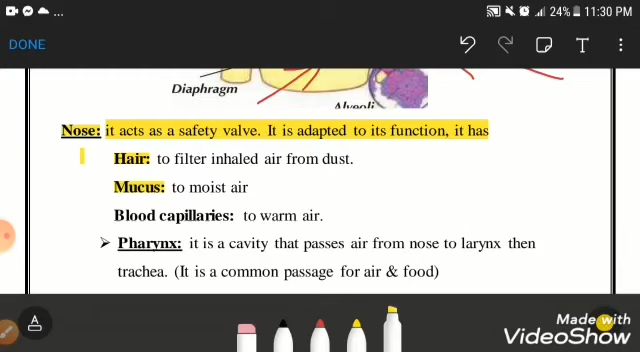 ... 24% 11:30 PM
DONE T
Diaphragm
Alveoli
Nose: it acts as a safety valve. It is adapted to its function, it has
Hair: to filter inhaled air from dust.
Mucus: to moist air
Blood capillaries: to warm air.
➤ Pharynx: it is a cavity that passes air from nose to larynx then
trachea. (It is a common passage for air & food)
A
Made with
VideoShow